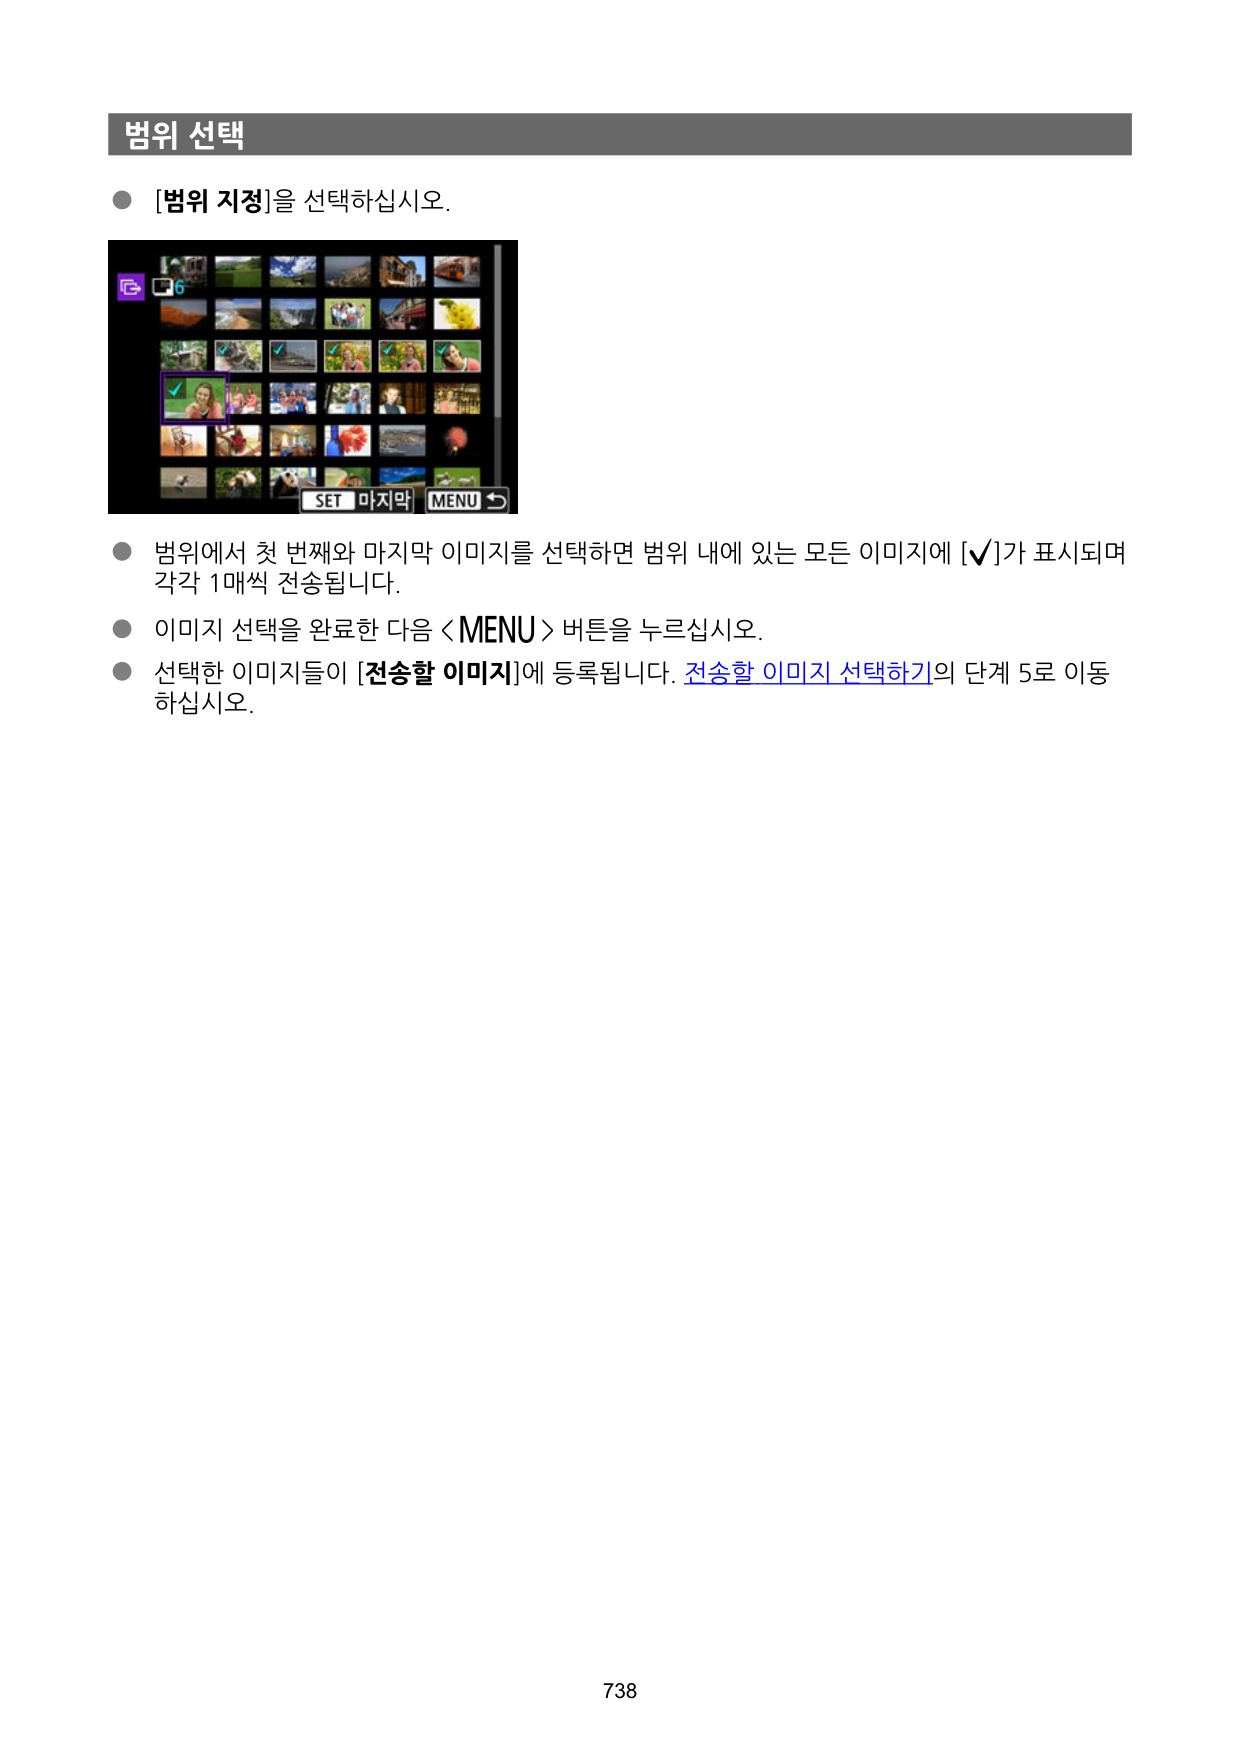 범위 선택
● [범위 지정]을 선택하십시오.
6
SET 마지막 MENU
● 범위에서 첫 번째와 마지막 이미지를 선택하면 범위 내에 있는 모든 이미지에 [✓]가 표시되며
각각 1매씩 전송됩니다.
● 이미지 선택을 완료한 다음 <MENU> 버튼을 누르십시오.
● 선택한 이미지들이 [전송할 이미지]에 등록됩니다. 전송할 이미지 선택하기의 단계 5로 이동
하십시오.
738